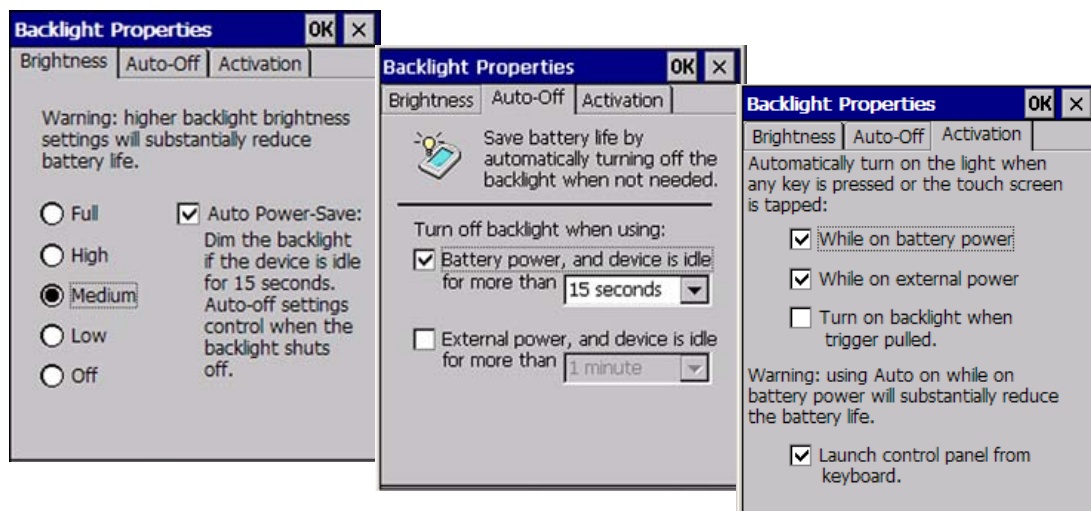 Backlight Properties OK ×
Brightness Auto-Off Activation
Warning: higher backlight brightness
settings will substantially reduce
battery life.
Full
High
Medium
Low
Off
Auto Power-Save:
Dim the backlight
if the device is idle
for 15 seconds.
Auto-off settings
control when the
backlight shuts
off.
Backlight Properties OK ×
Brightness Auto-Off Activation
Save battery life by
automatically turning off the
backlight when not needed.
Turn off backlight when using:
Battery power, and device is idle
for more than 15 seconds
External power, and device is idle
for more than 1 minute
Backlight Properties OK ×
Brightness Auto-Off Activation
Automatically turn on the light when
any key is pressed or the touch screen
is tapped:
While on battery power
While on external power
Turn on backlight when
trigger pulled.
Warning: using Auto on while on
battery power will substantially reduce
the battery life.
Launch control panel from
keyboard.